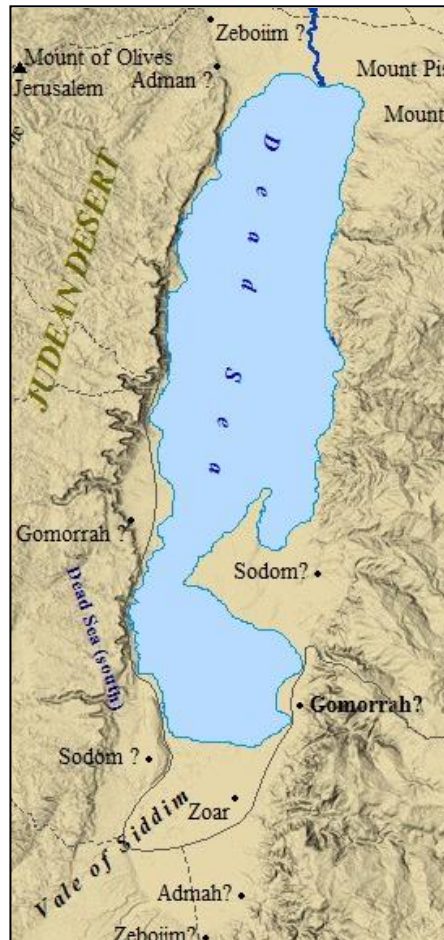 Zeboiim ?
Mount of Olives
Adman ?
Mount Pis
Jerusalem
Mount
Dead Sea
JUDEAN DESERT
Gomorrah ?
Sodom?
Dead Sea (south)
Gomorrah?
Sodom ?
Zoar
Vale of Siddim
Admah?
Zeboiim?